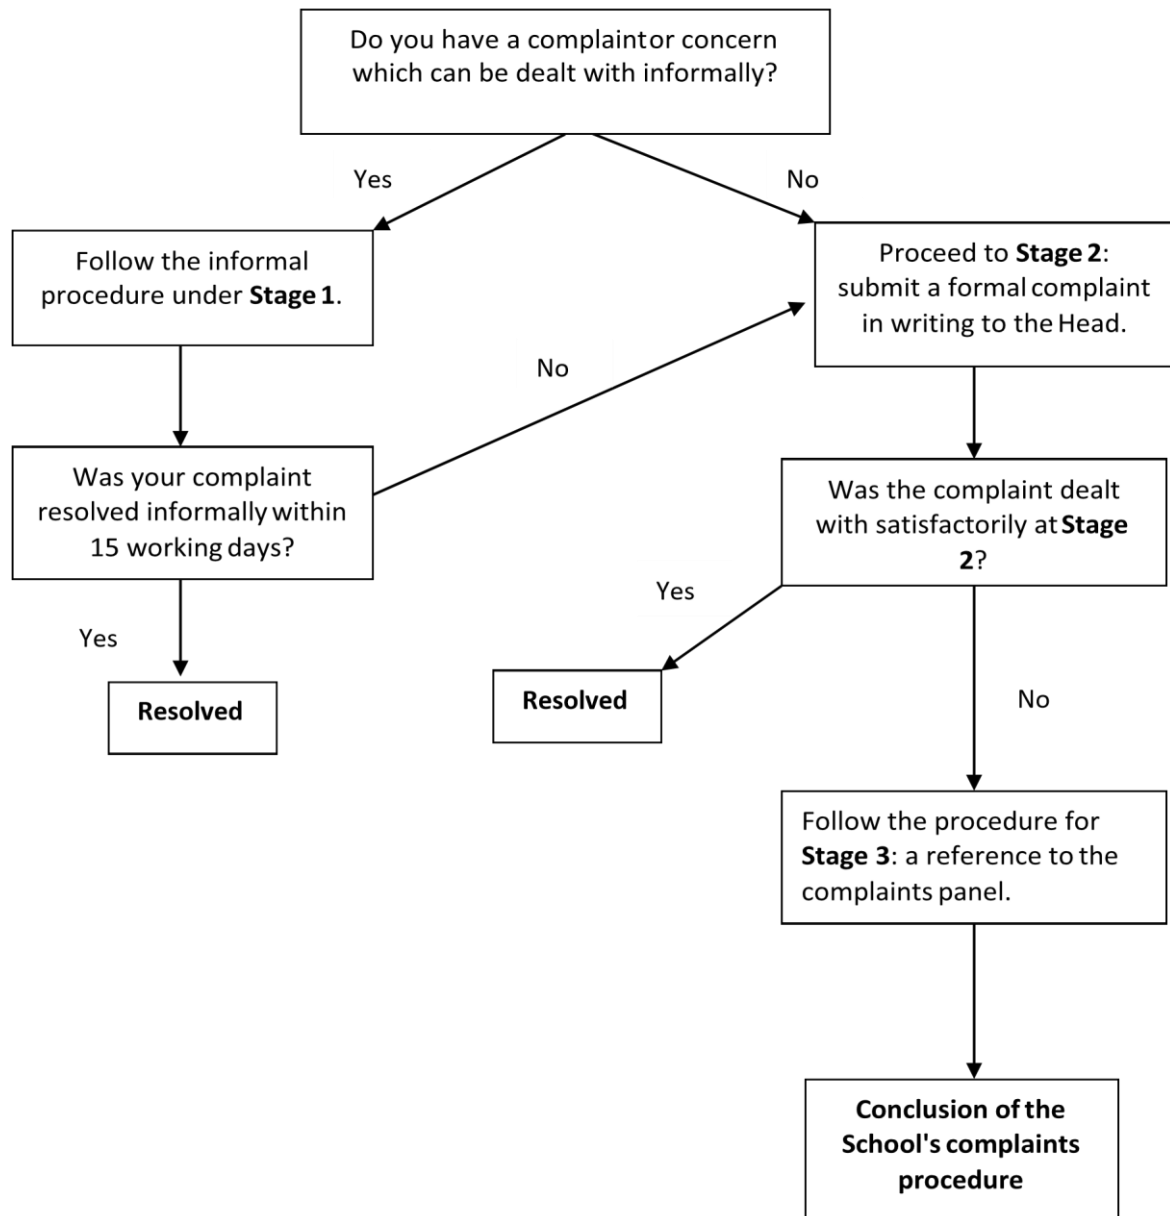 Do you have a complaintor concern
which can be dealt with informally?
Yes
No
Follow the informal
procedure under Stage 1.
Proceed to Stage 2:
submit a formal complaint
in writing to the Head.
No
Was your complaint
resolved informally within
15 working days?
Was the complaint dealt
with satisfactorily at Stage
2?
Yes
Yes
Resolved
Resolved
No
Follow the procedure for
Stage 3: a reference to the
complaints panel.
Conclusion of the
School's complaints
procedure